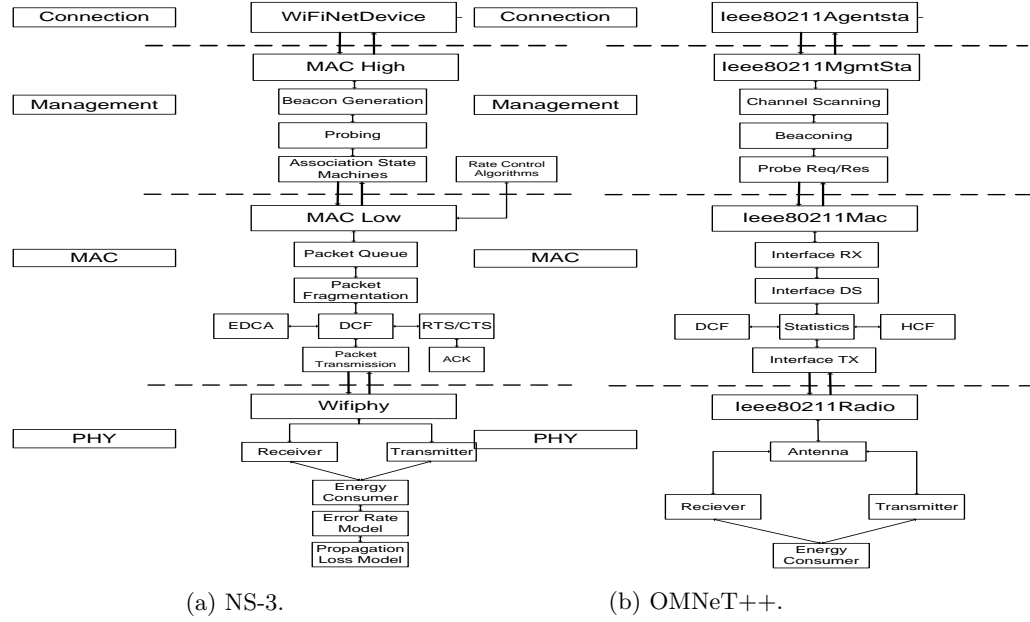 Connection
WiFiNetDevice
MAC High
Management
Beacon Generation
Probing
Association State
Machines
Rate Control
Algorithms
MAC Low
MAC
Packet Queue
Packet
Fragmentation
EDCA
DCF
RTS/CTS
Packet
Transmission
ACK
Wifiphy
PHY
Receiver
Transmitter
Energy
Consumer
Error Rate
Model
Propagation
Loss Model
(a) NS-3.
Connection
Ieee80211Agentsta
Ieee80211MgmtSta
Management
Channel Scanning
Beaconing
Probe Req/Res
Ieee80211Mac
MAC
Interface RX
Interface DS
DCF
Statistics
HCF
Interface TX
Ieee80211Radio
PHY
Antenna
Reciever
Transmitter
Energy
Consumer
(b) OMNeT++.